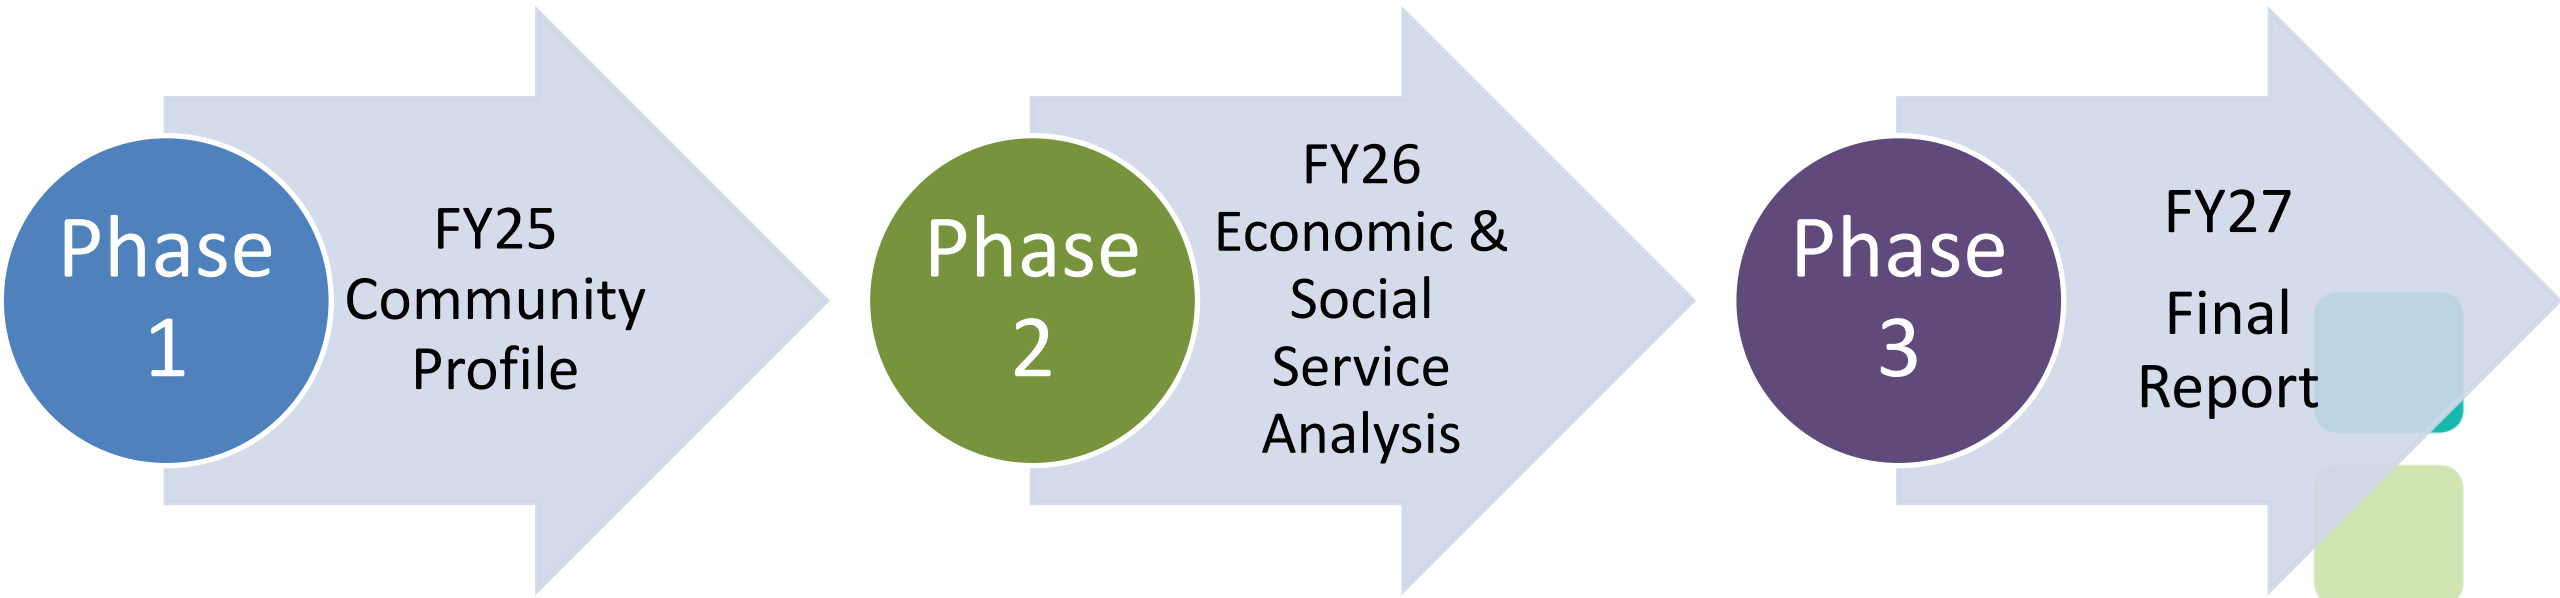 Phase
1
FY25
Community
Profile
Phase
2
FY26
Economic &
Social
Service
Analysis
Phase
3
FY27
Final
Report